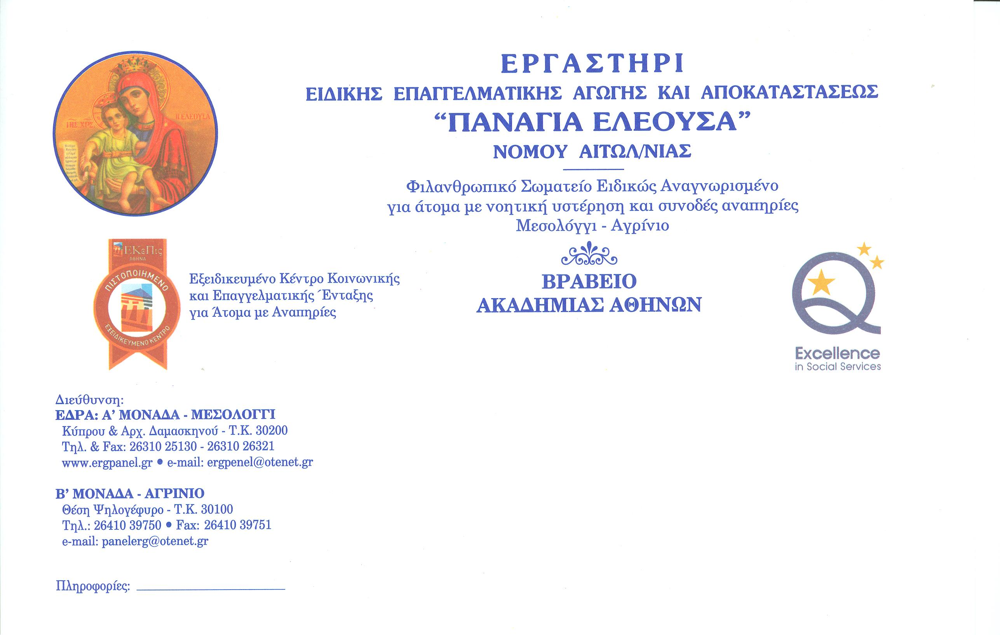 ΕΡΓΑΣΤΗΡΙ
ΕΙΔΙΚΗΣ ΕΠΑΓΓΕΛΜΑΤΙΚΗΣ ΑΓΩΓΗΣ ΚΑΙ ΑΠΟΚΑΤΑΣΤΑΣΕΩΣ
“ΠΑΝΑΓΙΑ ΕΛΕΟΥΣΑ”
ΝΟΜΟΥ ΑΙΤΩΛ/ΝΙΑΣ
Φιλανθρωπικό Σωματείο Ειδικώς Αναγνωρισμένο
για άτομα με νοητική υστέρηση και συνοδές αναπηρίες
Μεσολόγγι - Αγρίνιο
ΒΡΑΒΕΙΟ
ΑΚΑΔΗΜΙΑΣ ΑΘΗΝΩΝ
ΙΗΣ. ΧΡΣ
Η ΕΛΕΟΥΣΑ
ΕΚεΠις
ΑΘΗΝΑ
ΠΙΣΤΟΠΟΙΗΜΕΝΟ
ΕΞΕΙΔΙΚΕΥΜΕΝΟ ΚΕΝΤΡΟ
Εξειδικευμένο Κέντρο Κοινωνικής
και Επαγγελματικής Ένταξης
για Άτομα με Αναπηρίες
Excellence
in Social Services
Διεύθυνση:
ΕΔΡΑ: Α’ ΜΟΝΑΔΑ - ΜΕΣΟΛΟΓΓΙ
Κύπρου & Αρχ. Δαμασκηνού - Τ.Κ. 30200
Τηλ. & Fax: 26310 25130 - 26310 26321
www.ergpanel.gr • e-mail: ergpenel@otenet.gr
Β’ ΜΟΝΑΔΑ - ΑΓΡΙΝΙΟ
Θέση Ψηλογέφυρο - Τ.Κ. 30100
Τηλ.: 26410 39750 • Fax: 26410 39751
e-mail: panelerg@otenet.gr
Πληροφορίες: